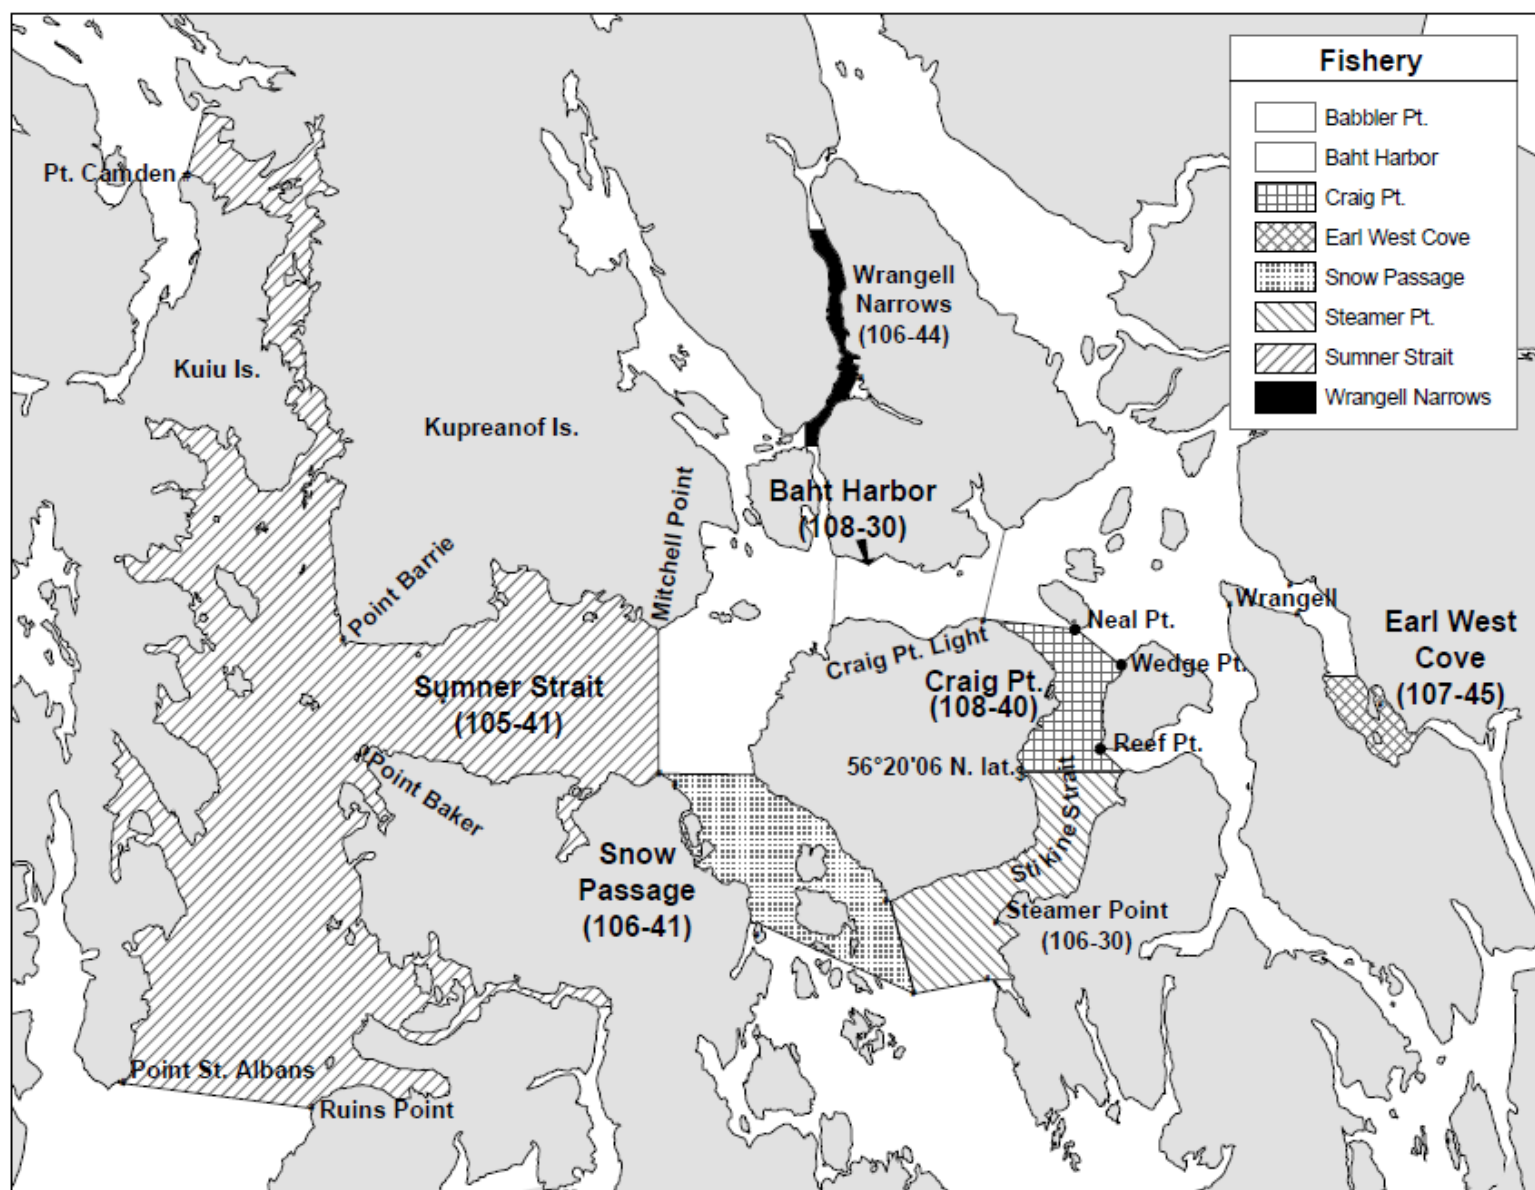 Fishery
Babbler Pt.
Baht Harbor
Craig Pt.
Earl West Cove
Snow Passage
Steamer Pt.
Sumner Strait
Wrangell Narrows
Pt. Camden
Wrangell
Narrows
(106-44)
Kuiu Is.
Kupreanof Is.
Mitchell Point
Baht Harbor
(108-30)
Point Barrie
Wrangell
Neal Pt.
Earl West
Cove
(107-45)
Craig Pt. Light
Wedge Pt.
Craig Pt.
(108-40)
Sumner Strait
(105-41)
Reef Pt.
56°20'06 N. lat.
Point Baker
Stikine Strait
Snow
Passage
(106-41)
Steamer Point
(106-30)
Point St. Albans
Ruins Point